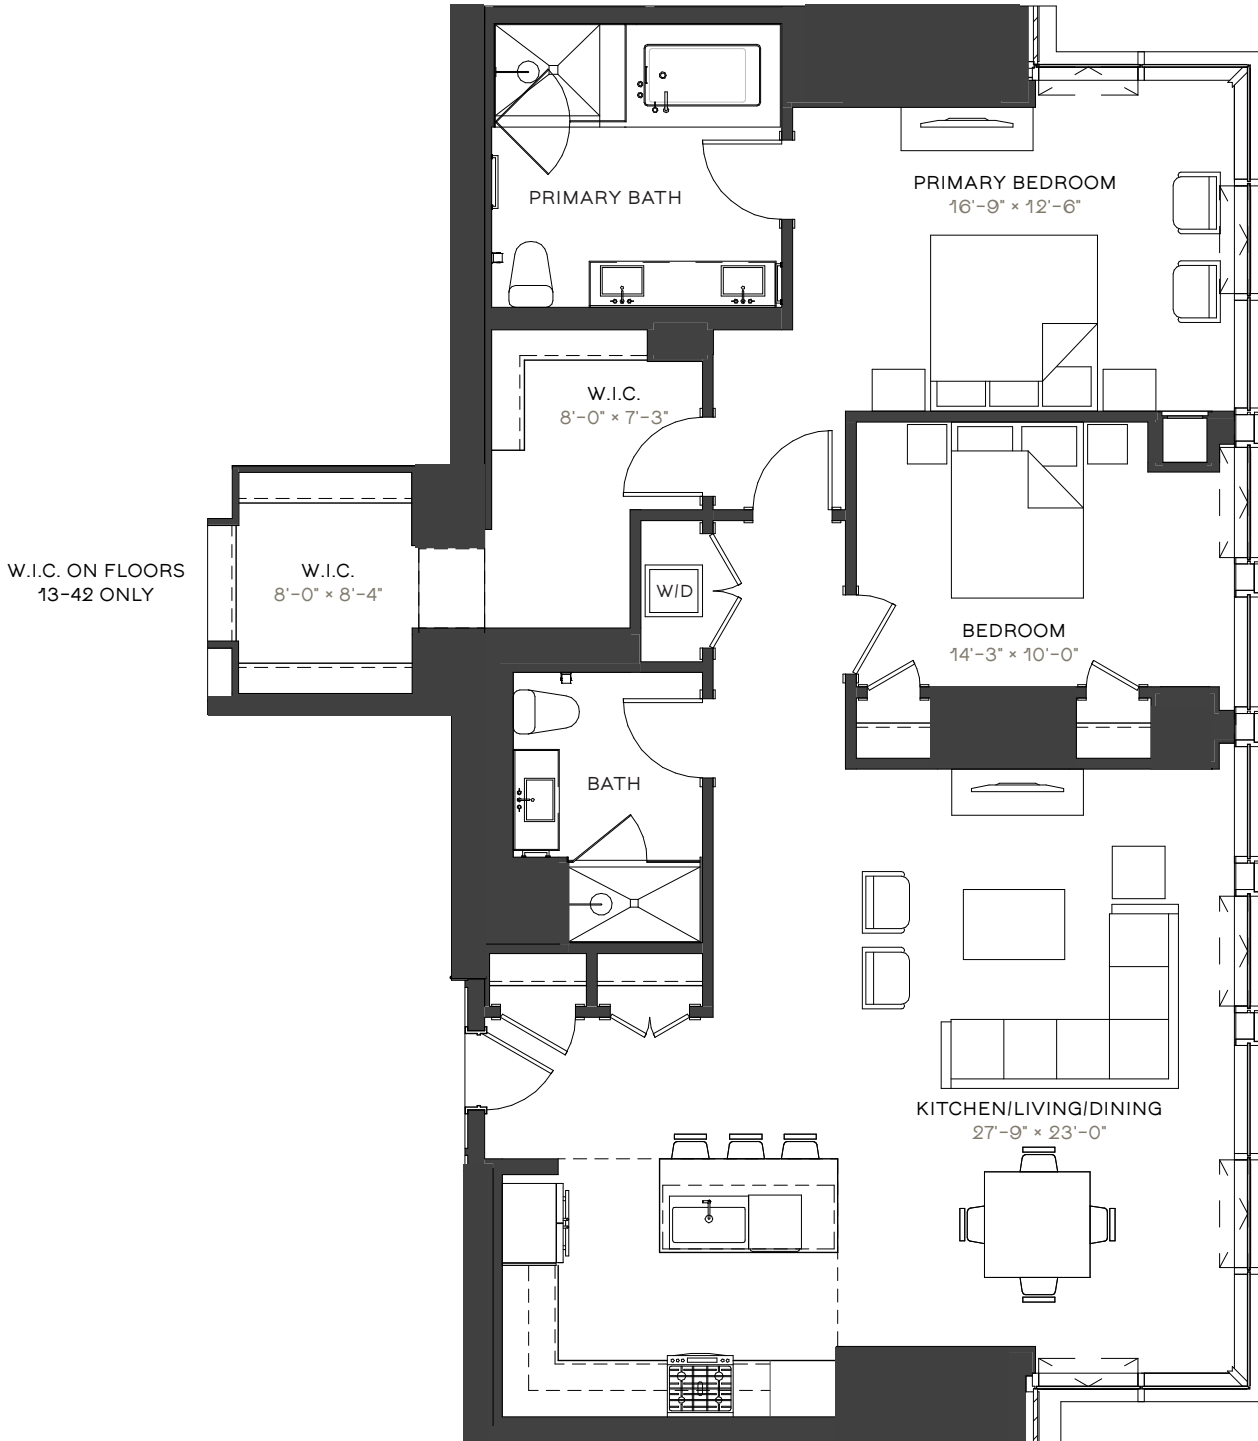 PRIMARY BATH
PRIMARY BEDROOM
16'-9" × 12'-6"
W.I.C.
8'-0" × 7'-3"
W.I.C. ON FLOORS
13-42 ONLY
W.I.C.
8'-0" × 8'-4"
W/D
BEDROOM
14'-3" × 10'-0"
BATH
KITCHEN/LIVING/DINING
27'-9" × 23'-0"